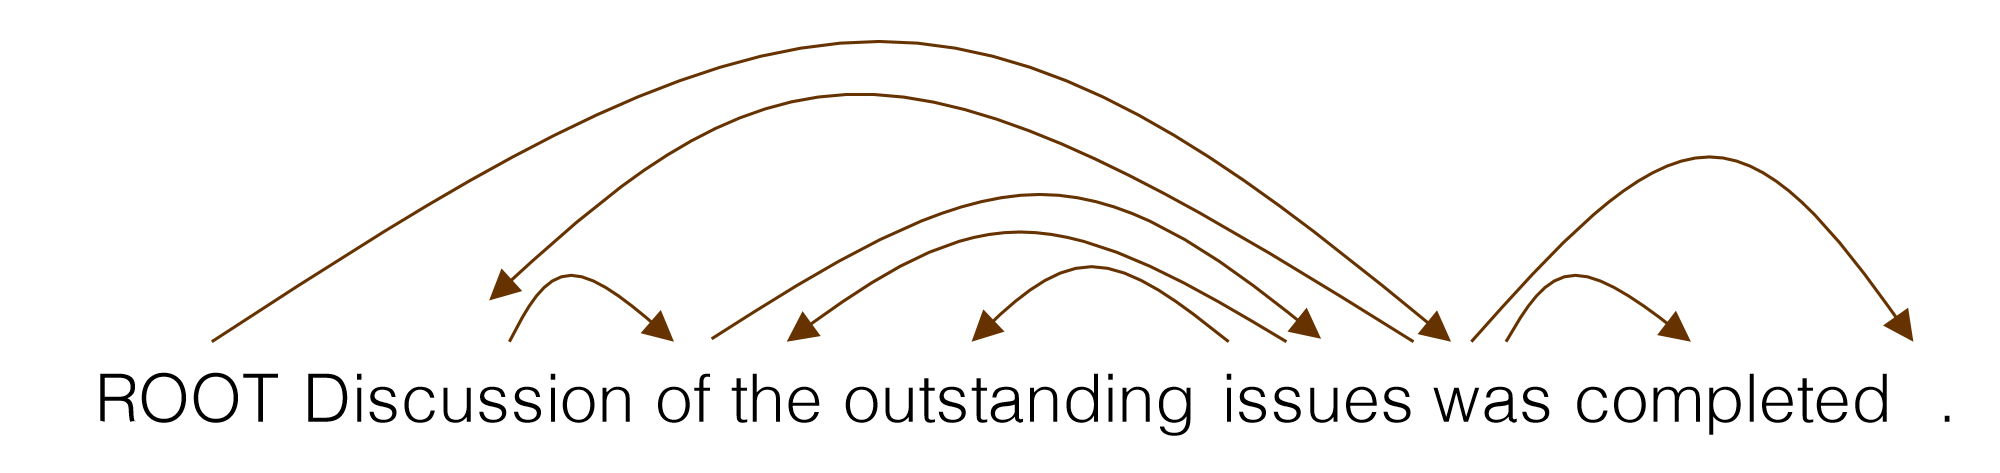 ROOT Discussion of the outstanding issues was completed .